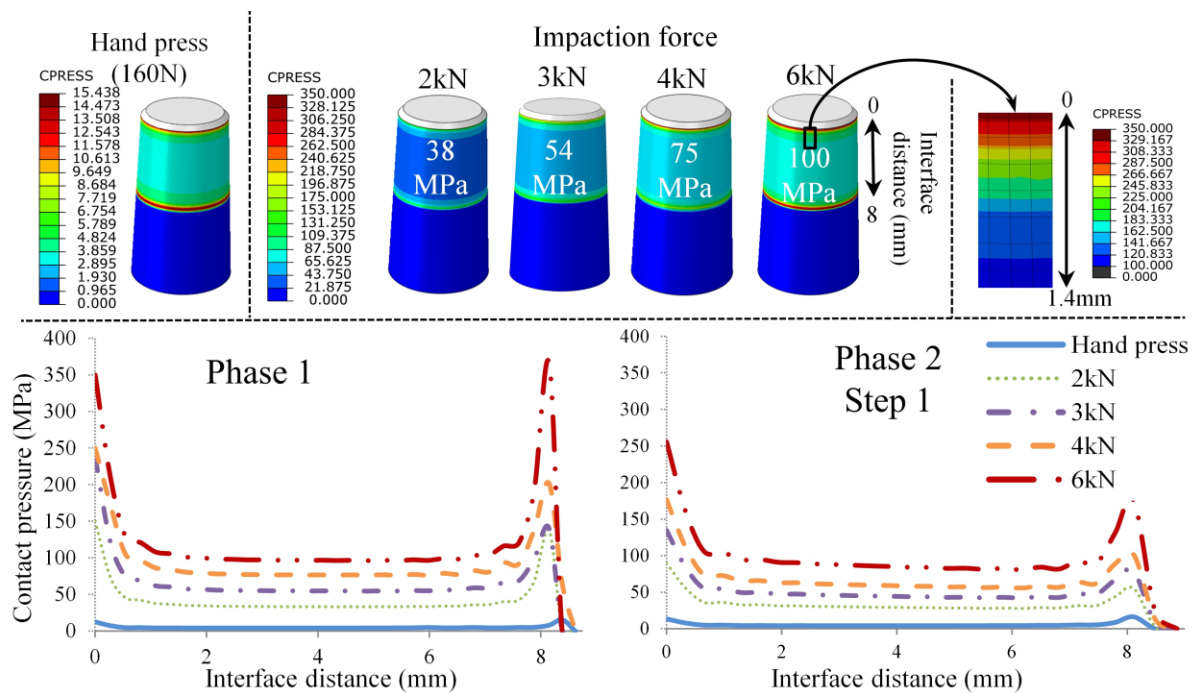 Hand press
(160N)
CPRESS
15.438
14.473
13.508
12.543
11.578
10.613
9.649
8.684
7.719
6.754
5.789
4.824
3.859
2.895
1.930
0.965
0.000
Impaction force
CPRESS
350.000
328.125
306.250
284.375
262.500
240.625
218.750
196.875
175.000
153.125
131.250
109.375
87.500
65.625
43.750
21.875
0.000
2kN
3kN
4kN
6kN
38
MPa
54
MPa
75
MPa
100
MPa
0
8
Interface
distance (mm)
0
1.4mm
CPRESS
350.000
329.167
308.333
287.500
266.667
245.833
225.000
204.167
183.333
162.500
141.667
120.833
100.000
0.000
Phase 1
Contact pressure (MPa)
400
350
300
250
200
150
100
50
0
0
2
4
6
8
Interface distance (mm)
Phase 2
Step 1
400
350
300
250
200
150
100
50
0
0
2
4
6
8
Interface distance (mm)
Hand press
2kN
3kN
4kN
6kN